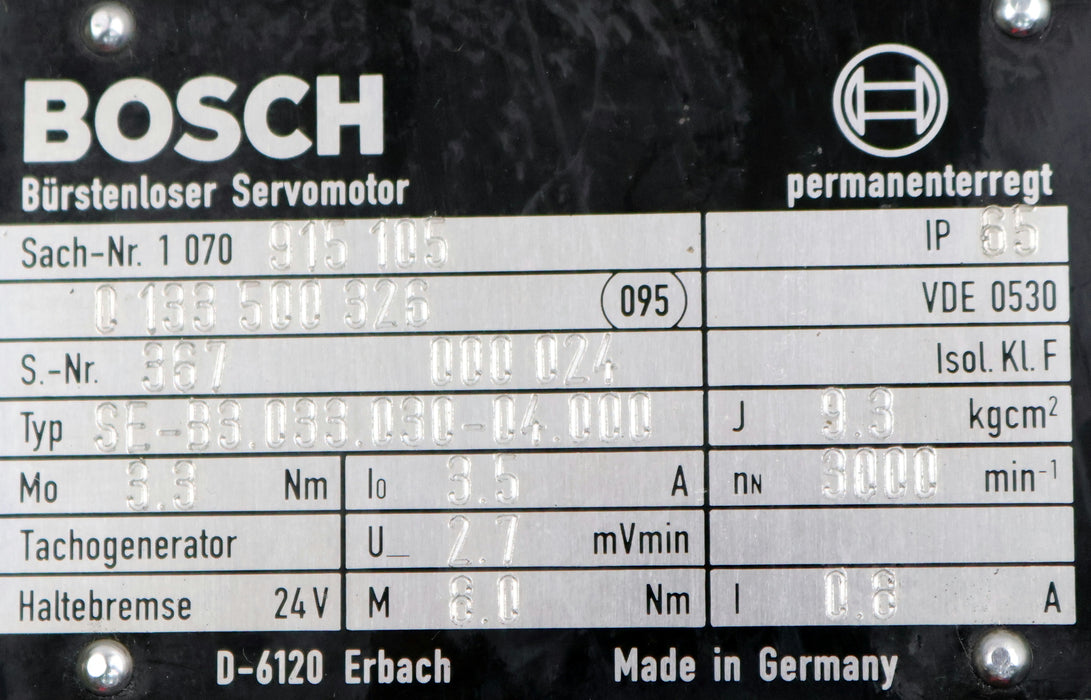 BOSCH
Bürstenloser Servomotor
permanenterregt
Sach-Nr. 1 070 915 105
IP 65
0 133 500 326 095
VDE 0530
S.-Nr. 367 000 024
Isol. Kl. F
Typ SE-B3.033.030-04.000
J 9.3 kgcm²
Mo 3.3 Nm I0 3.5 A nN 3000 min-1
Tachogenerator U_ 2.7 mVmin
Haltebremse 24V M 6.0 Nm I 0.6 A
D-6120 Erbach Made in Germany